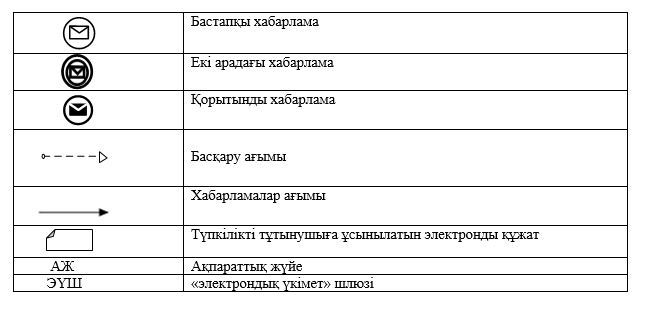 Бастапқы хабарлама
Екі арадағы хабарлама
Қорытынды хабарлама
Басқару ағымы
Хабарламалар ағымы
Түпкілікті тұтынушыға ұсынылатын электронды құжат
АЖ Ақпараттық жүйе
ЭҮШ «электрондық үкімет» шлюзі